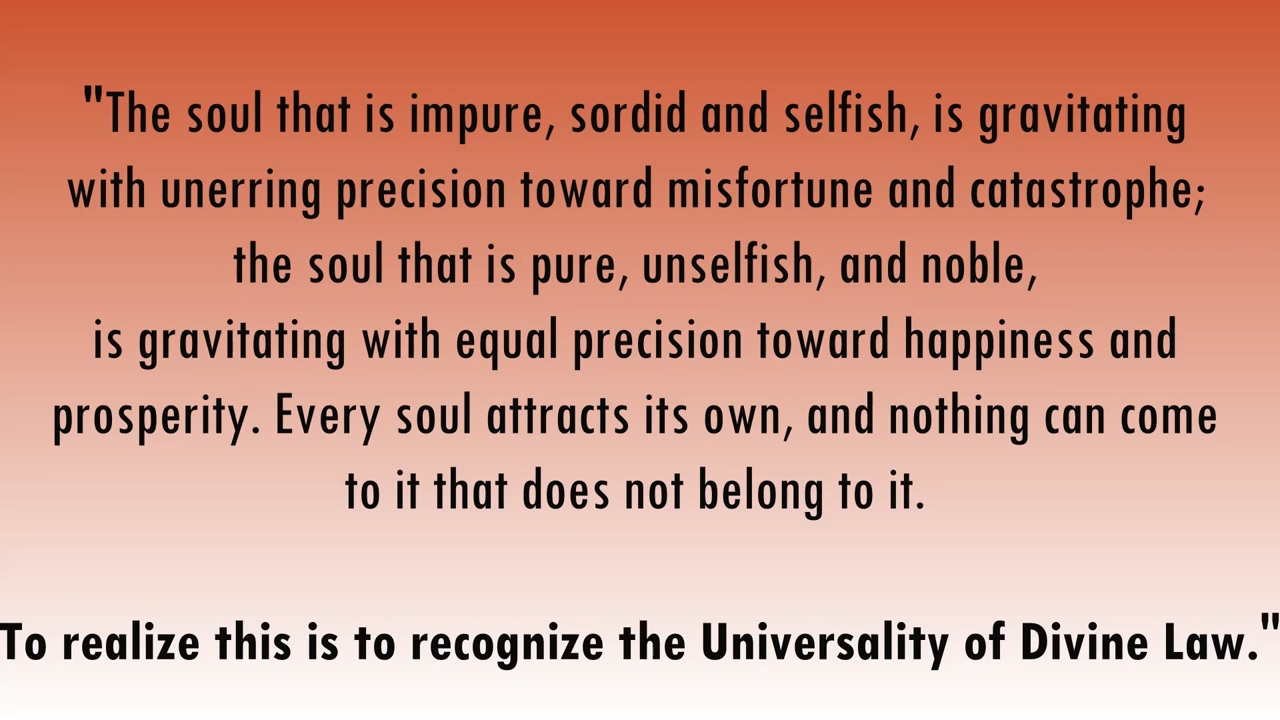 "The soul that is impure, sordid and selfish, is gravitating
with unerring precision toward misfortune and catastrophe;
the soul that is pure, unselfish, and noble,
is gravitating with equal precision toward happiness and
prosperity. Every soul attracts its own, and nothing can come
to it that does not belong to it.
To realize this is to recognize the Universality of Divine Law."